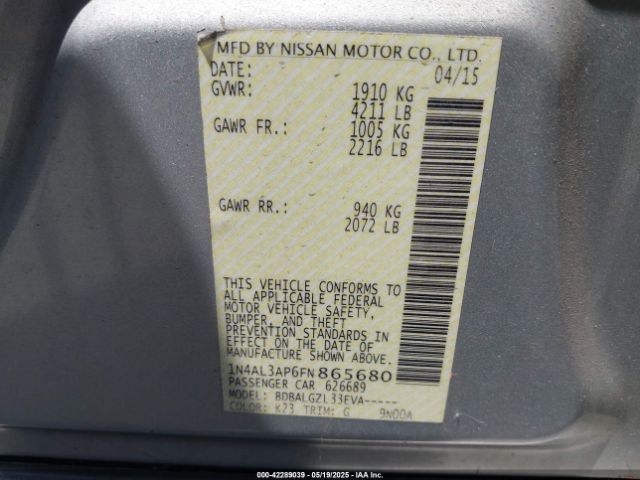 MFD BY NISSAN MOTOR CO., LTD.
DATE: 04/15
GVWR: 1910 KG
4211 LB
GAWR FR.: 1005 KG
2216 LB
GAWR RR.: 940 KG
2072 LB
THIS VEHICLE CONFORMS TO
ALL APPLICABLE FEDERAL
MOTOR VEHICLE SAFETY,
BUMPER, AND THEFT
PREVENTION STANDARDS IN
EFFECT ON THE DATE OF
MANUFACTURE SHOWN ABOVE.
1N4AL3AP6FN865680
PASSENGER CAR 626689
MODEL: BDBALGZL33EVA-----
COLOR: K23 TRIM: G 9N00A
000-42289039 - 05/19/2025 - IAAI, Inc.